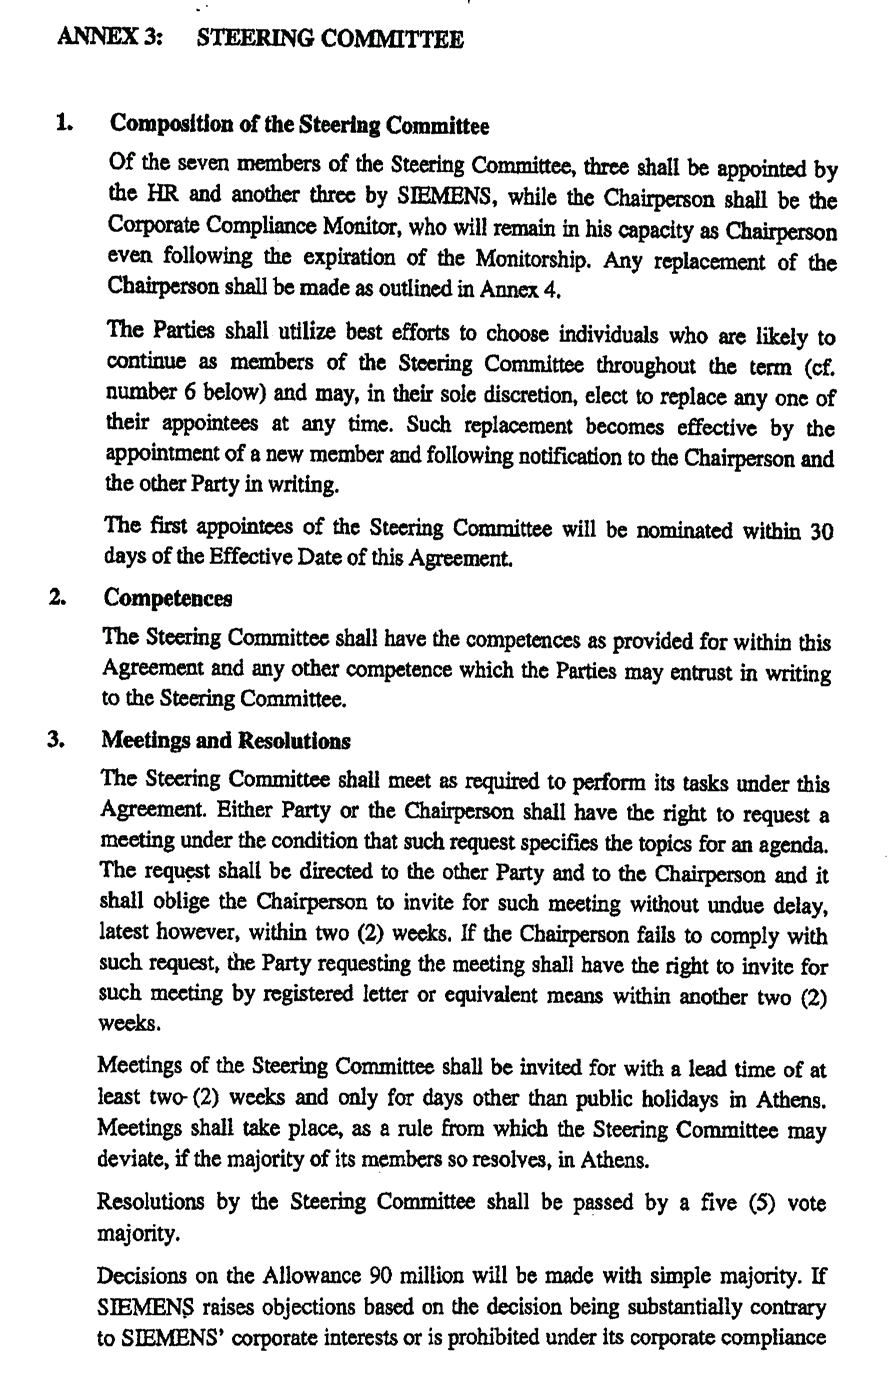 ANNEX 3: STEERING COMMITTEE
1. Composition of the Steering Committee
Of the seven members of the Steering Committee, three shall be appointed by
the HR and another three by SIEMENS, while the Chairperson shall be the
Corporate Compliance Monitor, who will remain in his capacity as Chairperson
even following the expiration of the Monitorship. Any replacement of the
Chairperson shall be made as outlined in Annex 4.
The Parties shall utilize best efforts to choose individuals who are likely to
continue as members of the Steering Committee throughout the term (cf.
number 6 below) and may, in their sole discretion, elect to replace any one of
their appointees at any time. Such replacement becomes effective by the
appointment of a new member and following notification to the Chairperson and
the other Party in writing.
The first appointees of the Steering Committee will be nominated within 30
days of the Effective Date of this Agreement.
2. Competences
The Steering Committee shall have the competences as provided for within this
Agreement and any other competence which the Parties may entrust in writing
to the Steering Committee.
3. Meetings and Resolutions
The Steering Committee shall meet as required to perform its tasks under this
Agreement. Either Party or the Chairperson shall have the right to request a
meeting under the condition that such request specifies the topics for an agenda.
The request shall be directed to the other Party and to the Chairperson and it
shall oblige the Chairperson to invite for such meeting without undue delay,
latest however, within two (2) weeks. If the Chairperson fails to comply with
such request, the Party requesting the meeting shall have the right to invite for
such meeting by registered letter or equivalent means within another two (2)
weeks.
Meetings of the Steering Committee shall be invited for with a lead time of at
least two (2) weeks and only for days other than public holidays in Athens.
Meetings shall take place, as a rule from which the Steering Committee may
deviate, if the majority of its members so resolves, in Athens.
Resolutions by the Steering Committee shall be passed by a five (5) vote
majority.
Decisions on the Allowance 90 million will be made with simple majority. If
SIEMENS raises objections based on the decision being substantially contrary
to SIEMENS' corporate interests or is prohibited under its corporate compliance